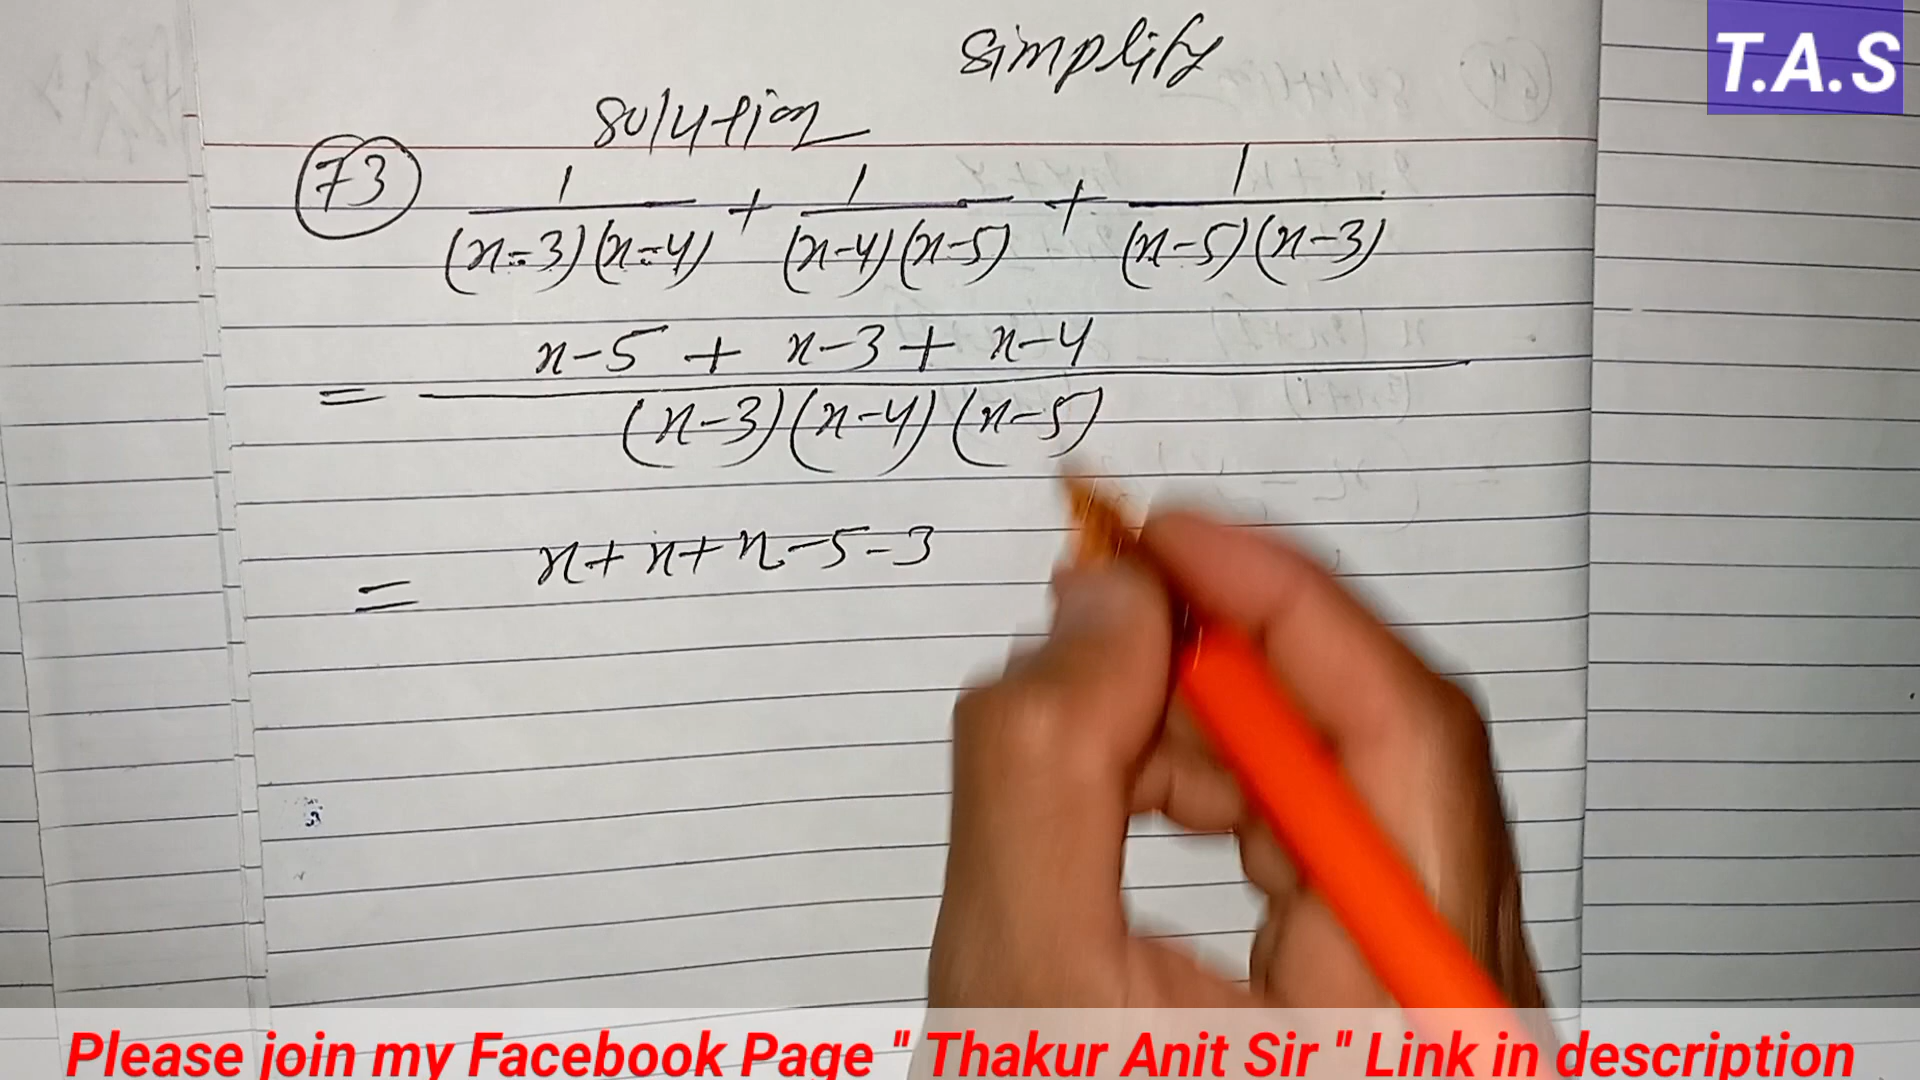 simplify
T.A.S
solution
73 1/(x-3)(x-4) + 1/(x-4)(x-5) + 1/(x-5)(x-3)
= x-5 + x-3 + x-4 / (x-3)(x-4)(x-5)
= x+x+x-5-3
Please join my Facebook Page " Thakur Anit Sir " Link in description